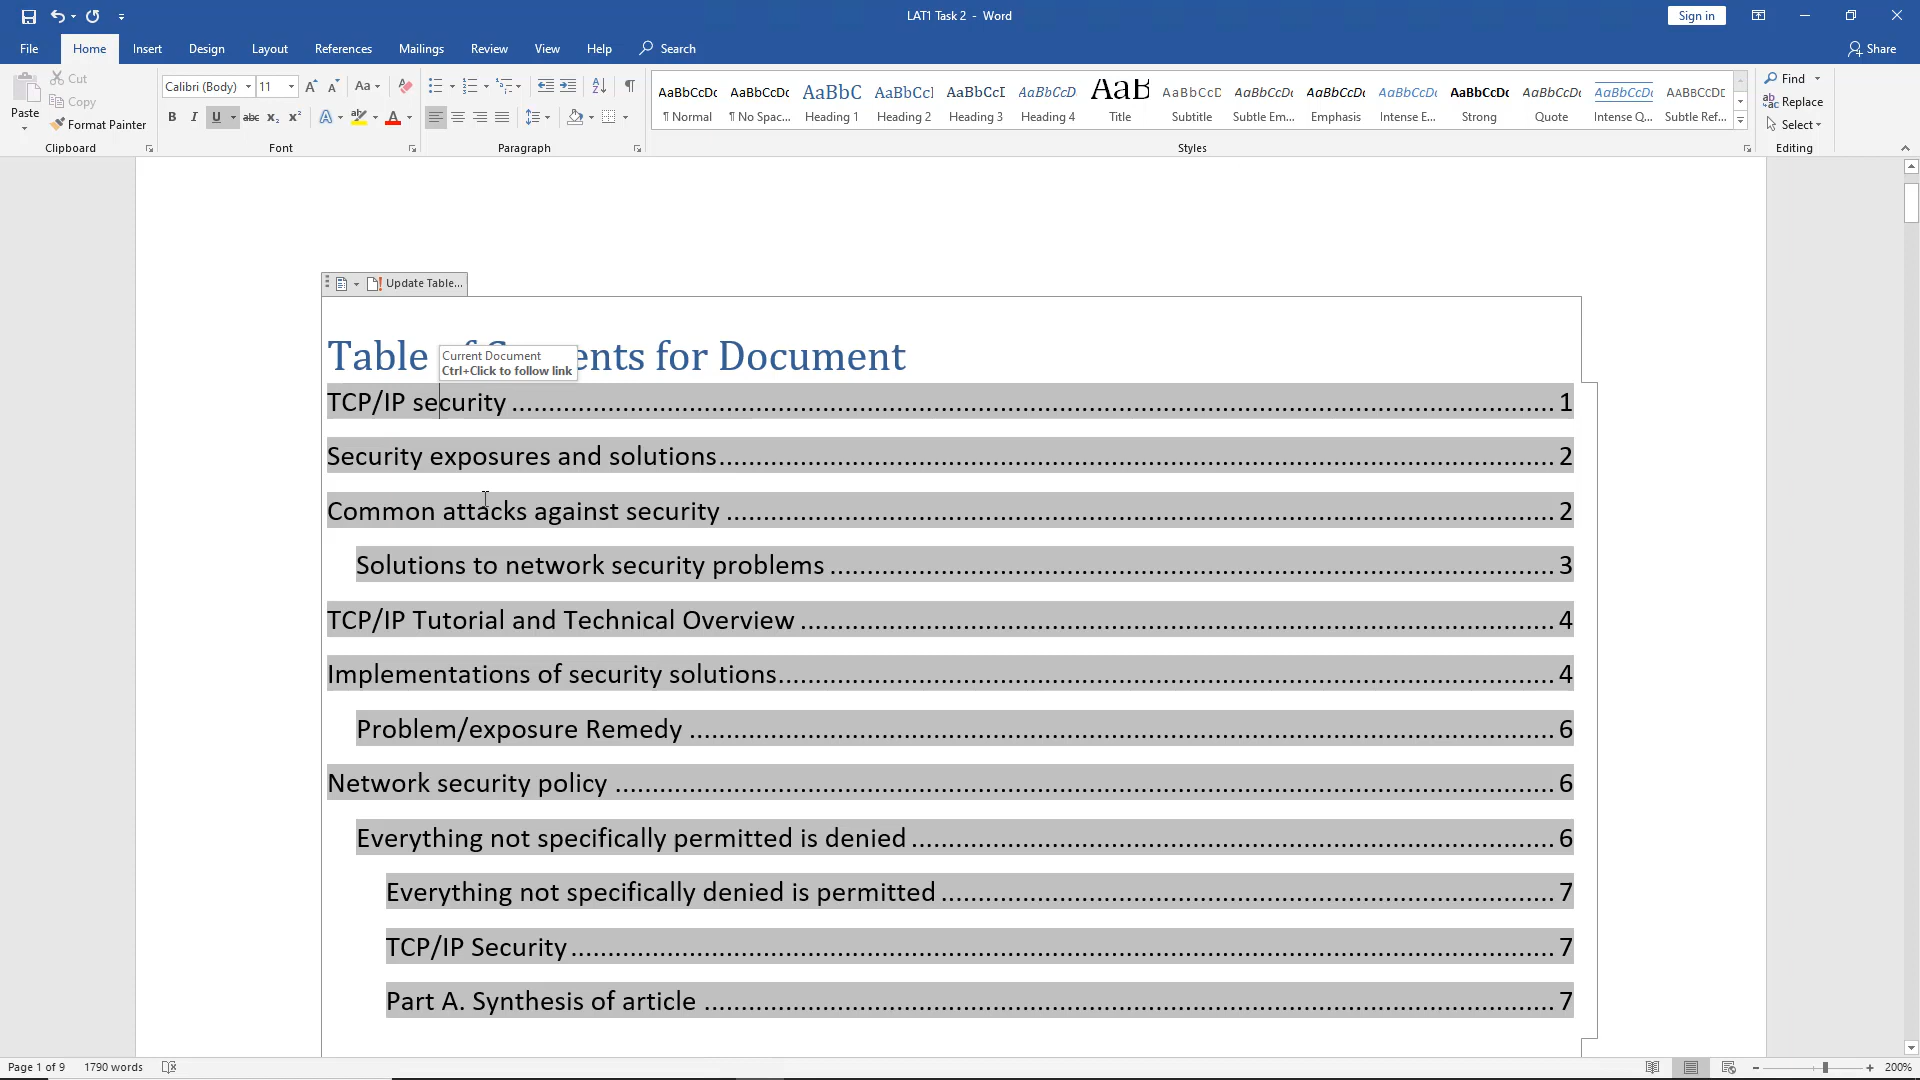 LAT1 Task 2 - Word
Sign in
File Home Insert Design Layout References Mailings Review View Help Search Share
Paste
Cut
Copy
Format Painter
Clipboard
Calibri (Body) 11
Font
Paragraph
AaBbCcDc AaBbCcDc AaBbC AaBbCcI AaBbCcI AaBbCcD AaB AaBbCcD AaBbCcDc AaBbCcDc AaBbCcDc AaBbCcDc AaBbCcDc AaBbCcDc AABBCCDE
¶ Normal ¶ No Spac... Heading 1 Heading 2 Heading 3 Heading 4 Title Subtitle Subtle Em... Emphasis Intense E... Strong Quote Intense Q... Subtle Ref...
Styles
Find
Replace
Select
Editing
Update Table...
Table Contents for Document
Current Document
Ctrl+Click to follow link
TCP/IP security 1
Security exposures and solutions 2
Common attacks against security 2
Solutions to network security problems 3
TCP/IP Tutorial and Technical Overview 4
Implementations of security solutions 4
Problem/exposure Remedy 6
Network security policy 6
Everything not specifically permitted is denied 6
Everything not specifically denied is permitted 7
TCP/IP Security 7
Part A. Synthesis of article 7
Page 1 of 9 1790 words 200%